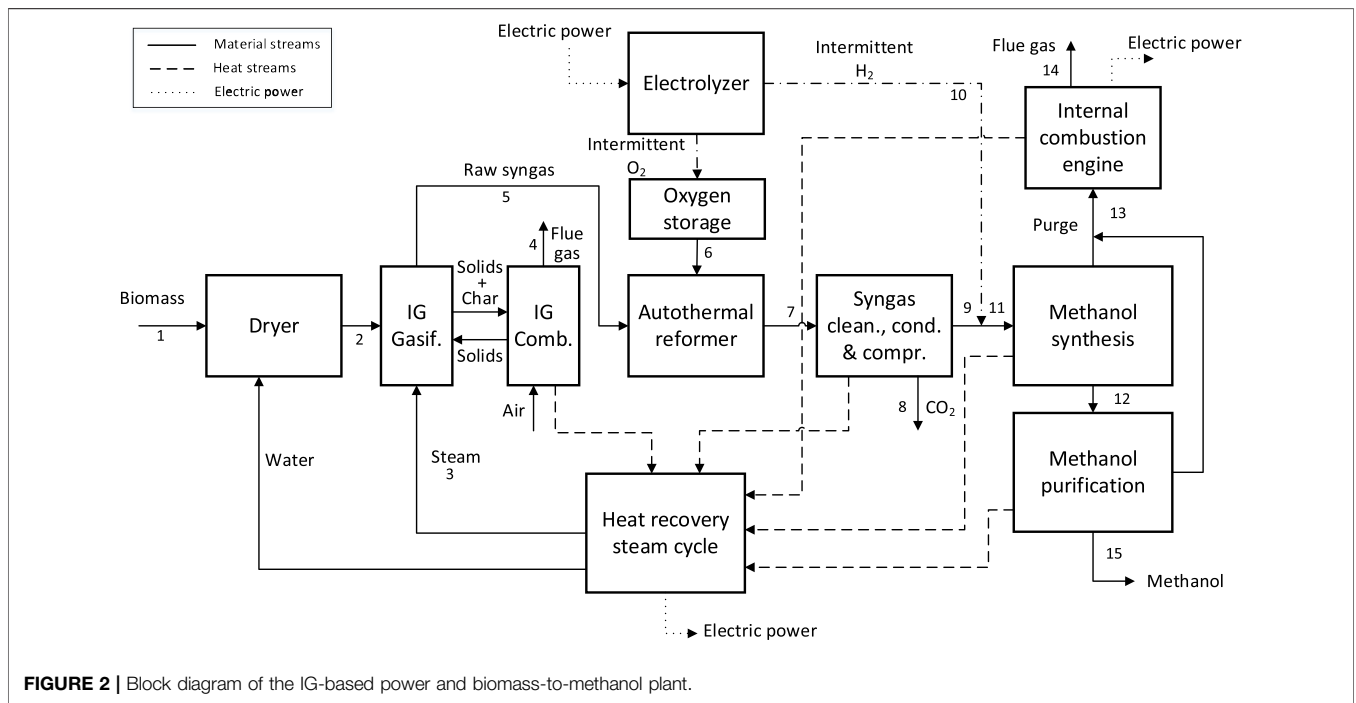 Material streams
Heat streams
Electric power
Electric power
Electrolyzer
Intermittent
H₂
10
Flue gas
14
Electric power
Internal
combustion
engine
Intermittent
O₂
Oxygen
storage
6
Raw syngas
5
Purge
13
Biomass
1
Dryer
2
IG
Gasif.
Solids
+
Char
Solids
4
Flue
gas
IG
Comb.
Air
Autothermal
reformer
7
Syngas
clean., cond.
& compr.
9
11
8
CO₂
Methanol
synthesis
12
Methanol
purification
15
Methanol
Water
Steam
3
Heat recovery
steam cycle
Electric power
FIGURE 2 | Block diagram of the IG-based power and biomass-to-methanol plant.